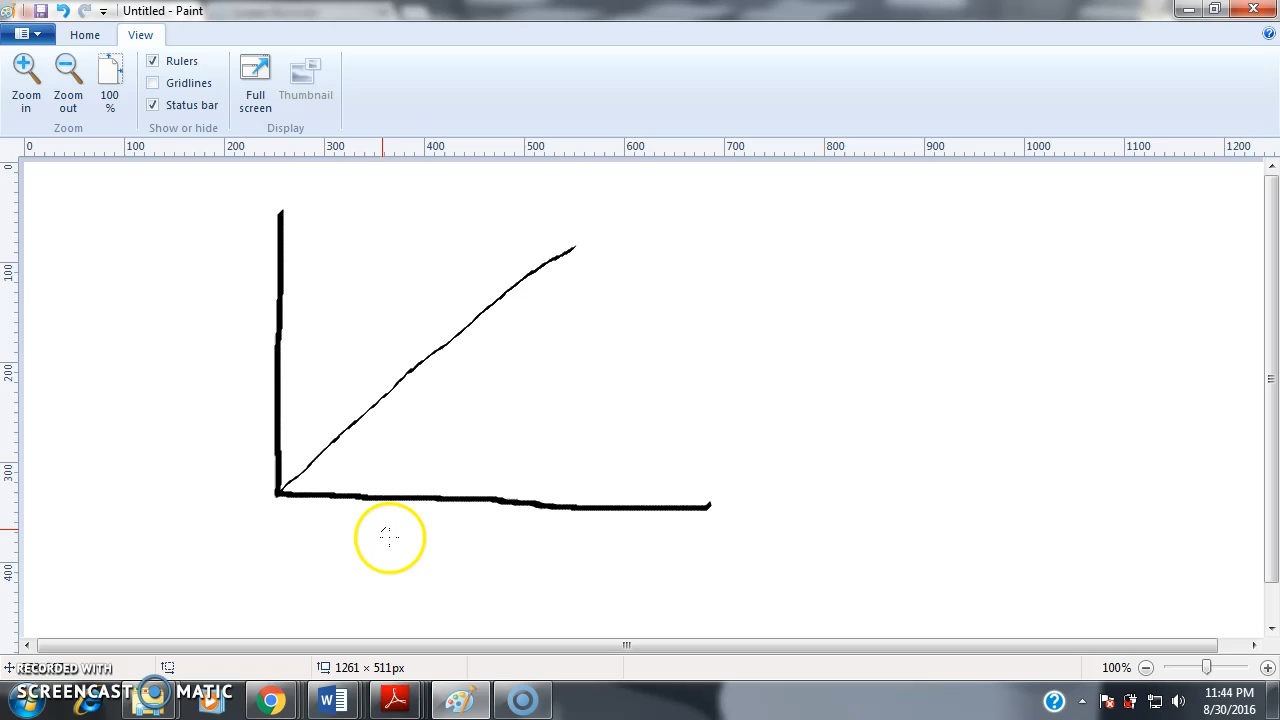 Untitled - Paint
Home View
Zoom in
Zoom out
100 %
Rulers
Gridlines
Status bar
Full screen
Thumbnail
Zoom
Show or hide
Display
0 100 200 300 400 500 600 700 800 900 1000 1100 1200
0
100
200
300
400
1261 × 511px
100%
RECORDED WITH
SCREENCAST MATIC
11:44 PM
8/30/2016